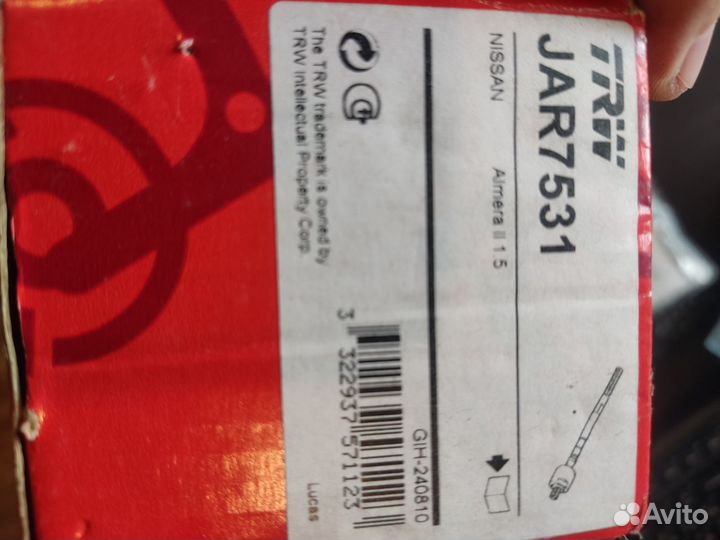 TRW
JAR7531
NISSAN Almera II 1.5
GIH-240810
The TRW trademark is owned by
TRW Intellectual Property Corp.
3 322937 571123
Lucas
Avito